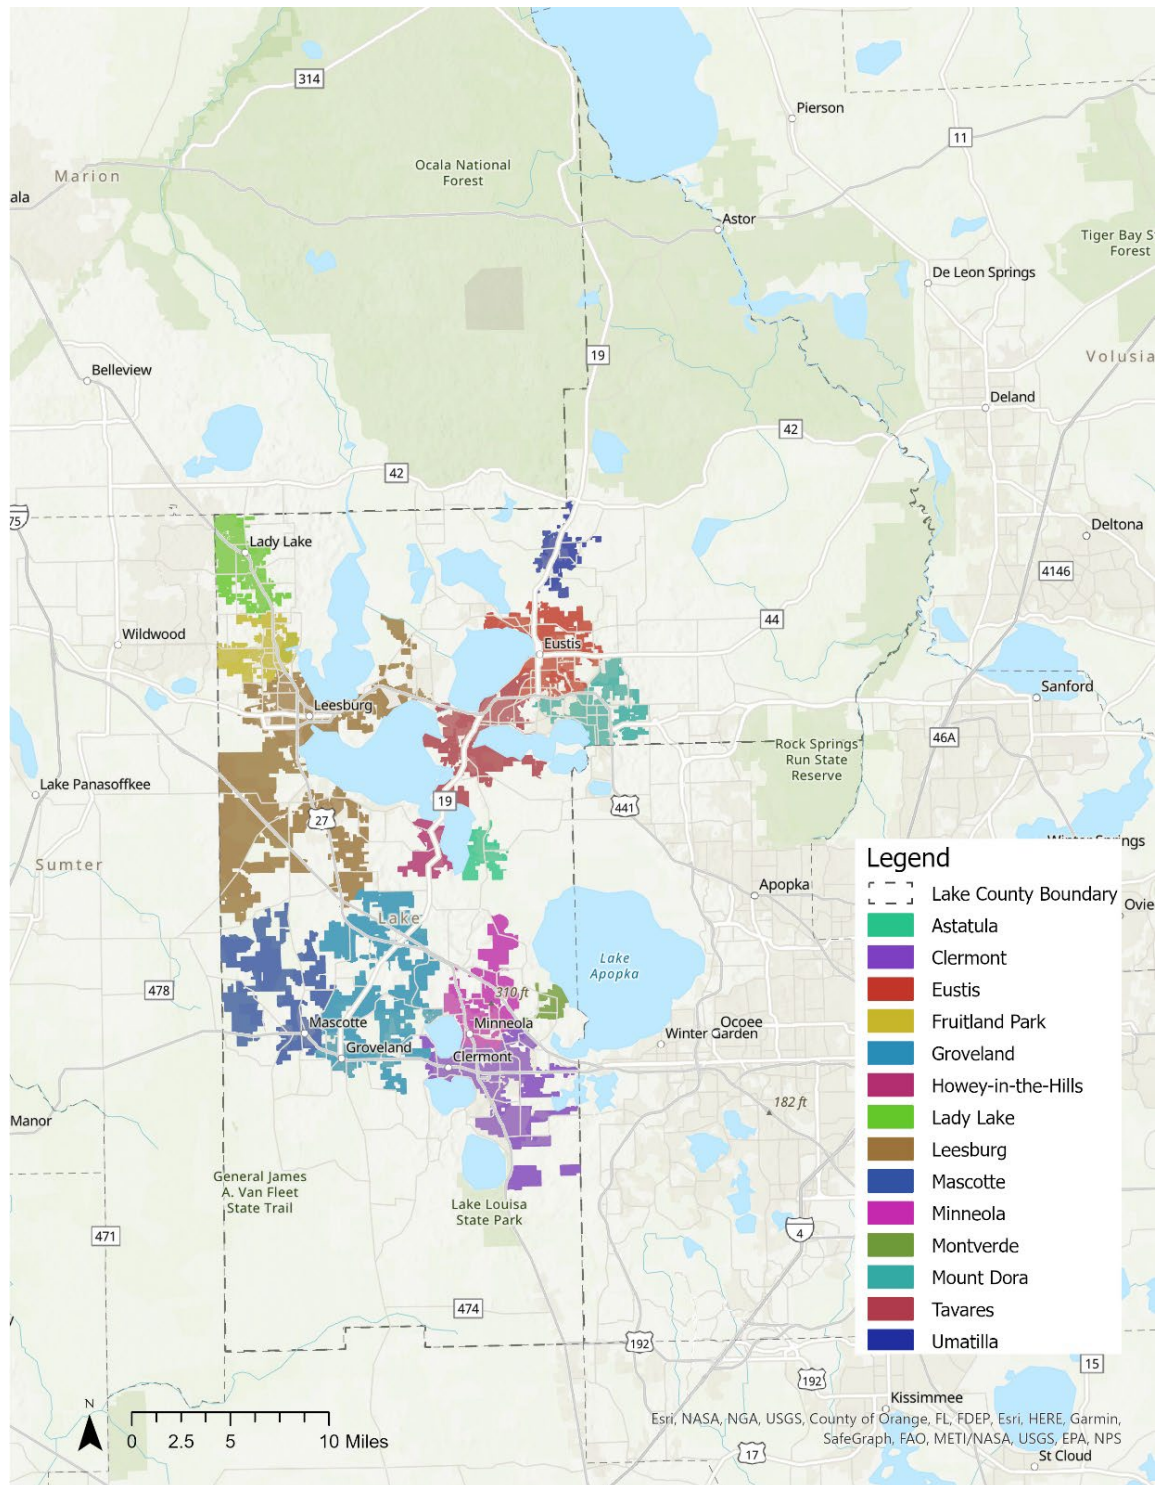 314
Pierson
11
Marion
Ocala National
Forest
ala
Astor
Tiger Bay S
Forest
De Leon Springs
19
Volusia
Belleview
Deland
42
42
75
Deltona
Lady Lake
4146
44
Wildwood
Eustis
Sanford
Leesburg
46A
Rock Springs
Run State
Reserve
Lake Panasoffkee
19
441
27
Winter Springs
Sumter
Apopka
Ovie
Lake
Lake
Apopka
478
310 ft
Mascotte
Minneola
Ocoee
Winter Garden
Groveland
Clermont
182 ft
Manor
General James
A. Van Fleet
State Trail
Lake Louisa
State Park
471
4
474
192
15
192
Kissimmee
17
St Cloud
Legend
Lake County Boundary
Astatula
Clermont
Eustis
Fruitland Park
Groveland
Howey-in-the-Hills
Lady Lake
Leesburg
Mascotte
Minneola
Montverde
Mount Dora
Tavares
Umatilla
N
0 2.5 5 10 Miles
Esri, NASA, NGA, USGS, County of Orange, FL, FDEP, Esri, HERE, Garmin,
SafeGraph, FAO, METI/NASA, USGS, EPA, NPS